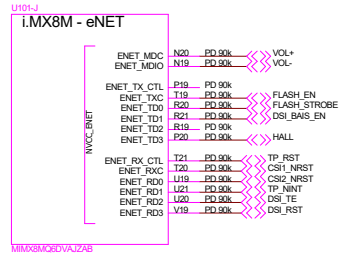 U101-J
i.MX8M - eNET
ENET_MDC N20 PD 90k VOL+
ENET_MDIO N19 PD 90k VOL-
ENET_TX_CTL P19 PD 90k
ENET_TXC T19 PD 90k FLASH_EN
ENET_TD0 R20 PD 90k FLASH_STROBE
ENET_TD1 R21 PD 90k DSI_BAIS_EN
ENET_TD2 R19 PD 90k
ENET_TD3 P20 PD 90k HALL
NVCC_ENET
ENET_RX_CTL T21 PD 90k TP_RST
ENET_RXC T20 PD 90k CSI1_NRST
ENET_RD0 U19 PD 90k CSI2_NRST
ENET_RD1 U21 PD 90k TP_NINT
ENET_RD2 U20 PD 90k DSI_TE
ENET_RD3 V19 PD 90k DSI_RST
MIMX8MQ6DVAJZAB